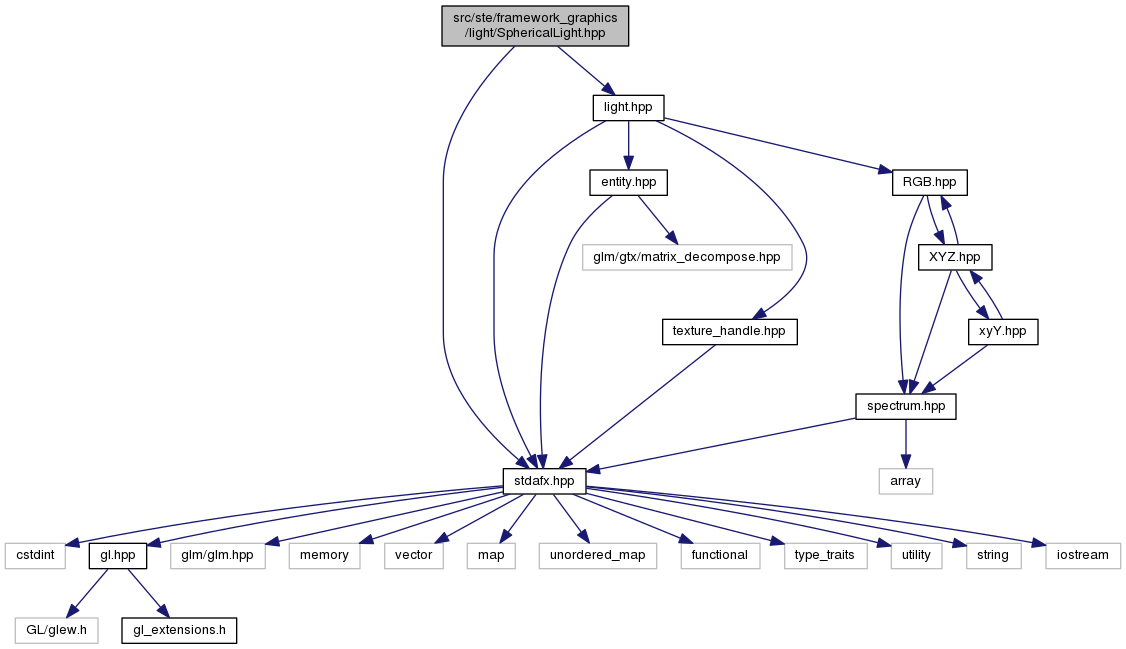 src/ste/framework_graphics
/light/SphericalLight.hpp
light.hpp
entity.hpp
RGB.hpp
glm/gtx/matrix_decompose.hpp
XYZ.hpp
texture_handle.hpp
xyY.hpp
spectrum.hpp
stdafx.hpp
array
cstdint
gl.hpp
glm/glm.hpp
memory
vector
map
unordered_map
functional
type_traits
utility
string
iostream
GL/glew.h
gl_extensions.h